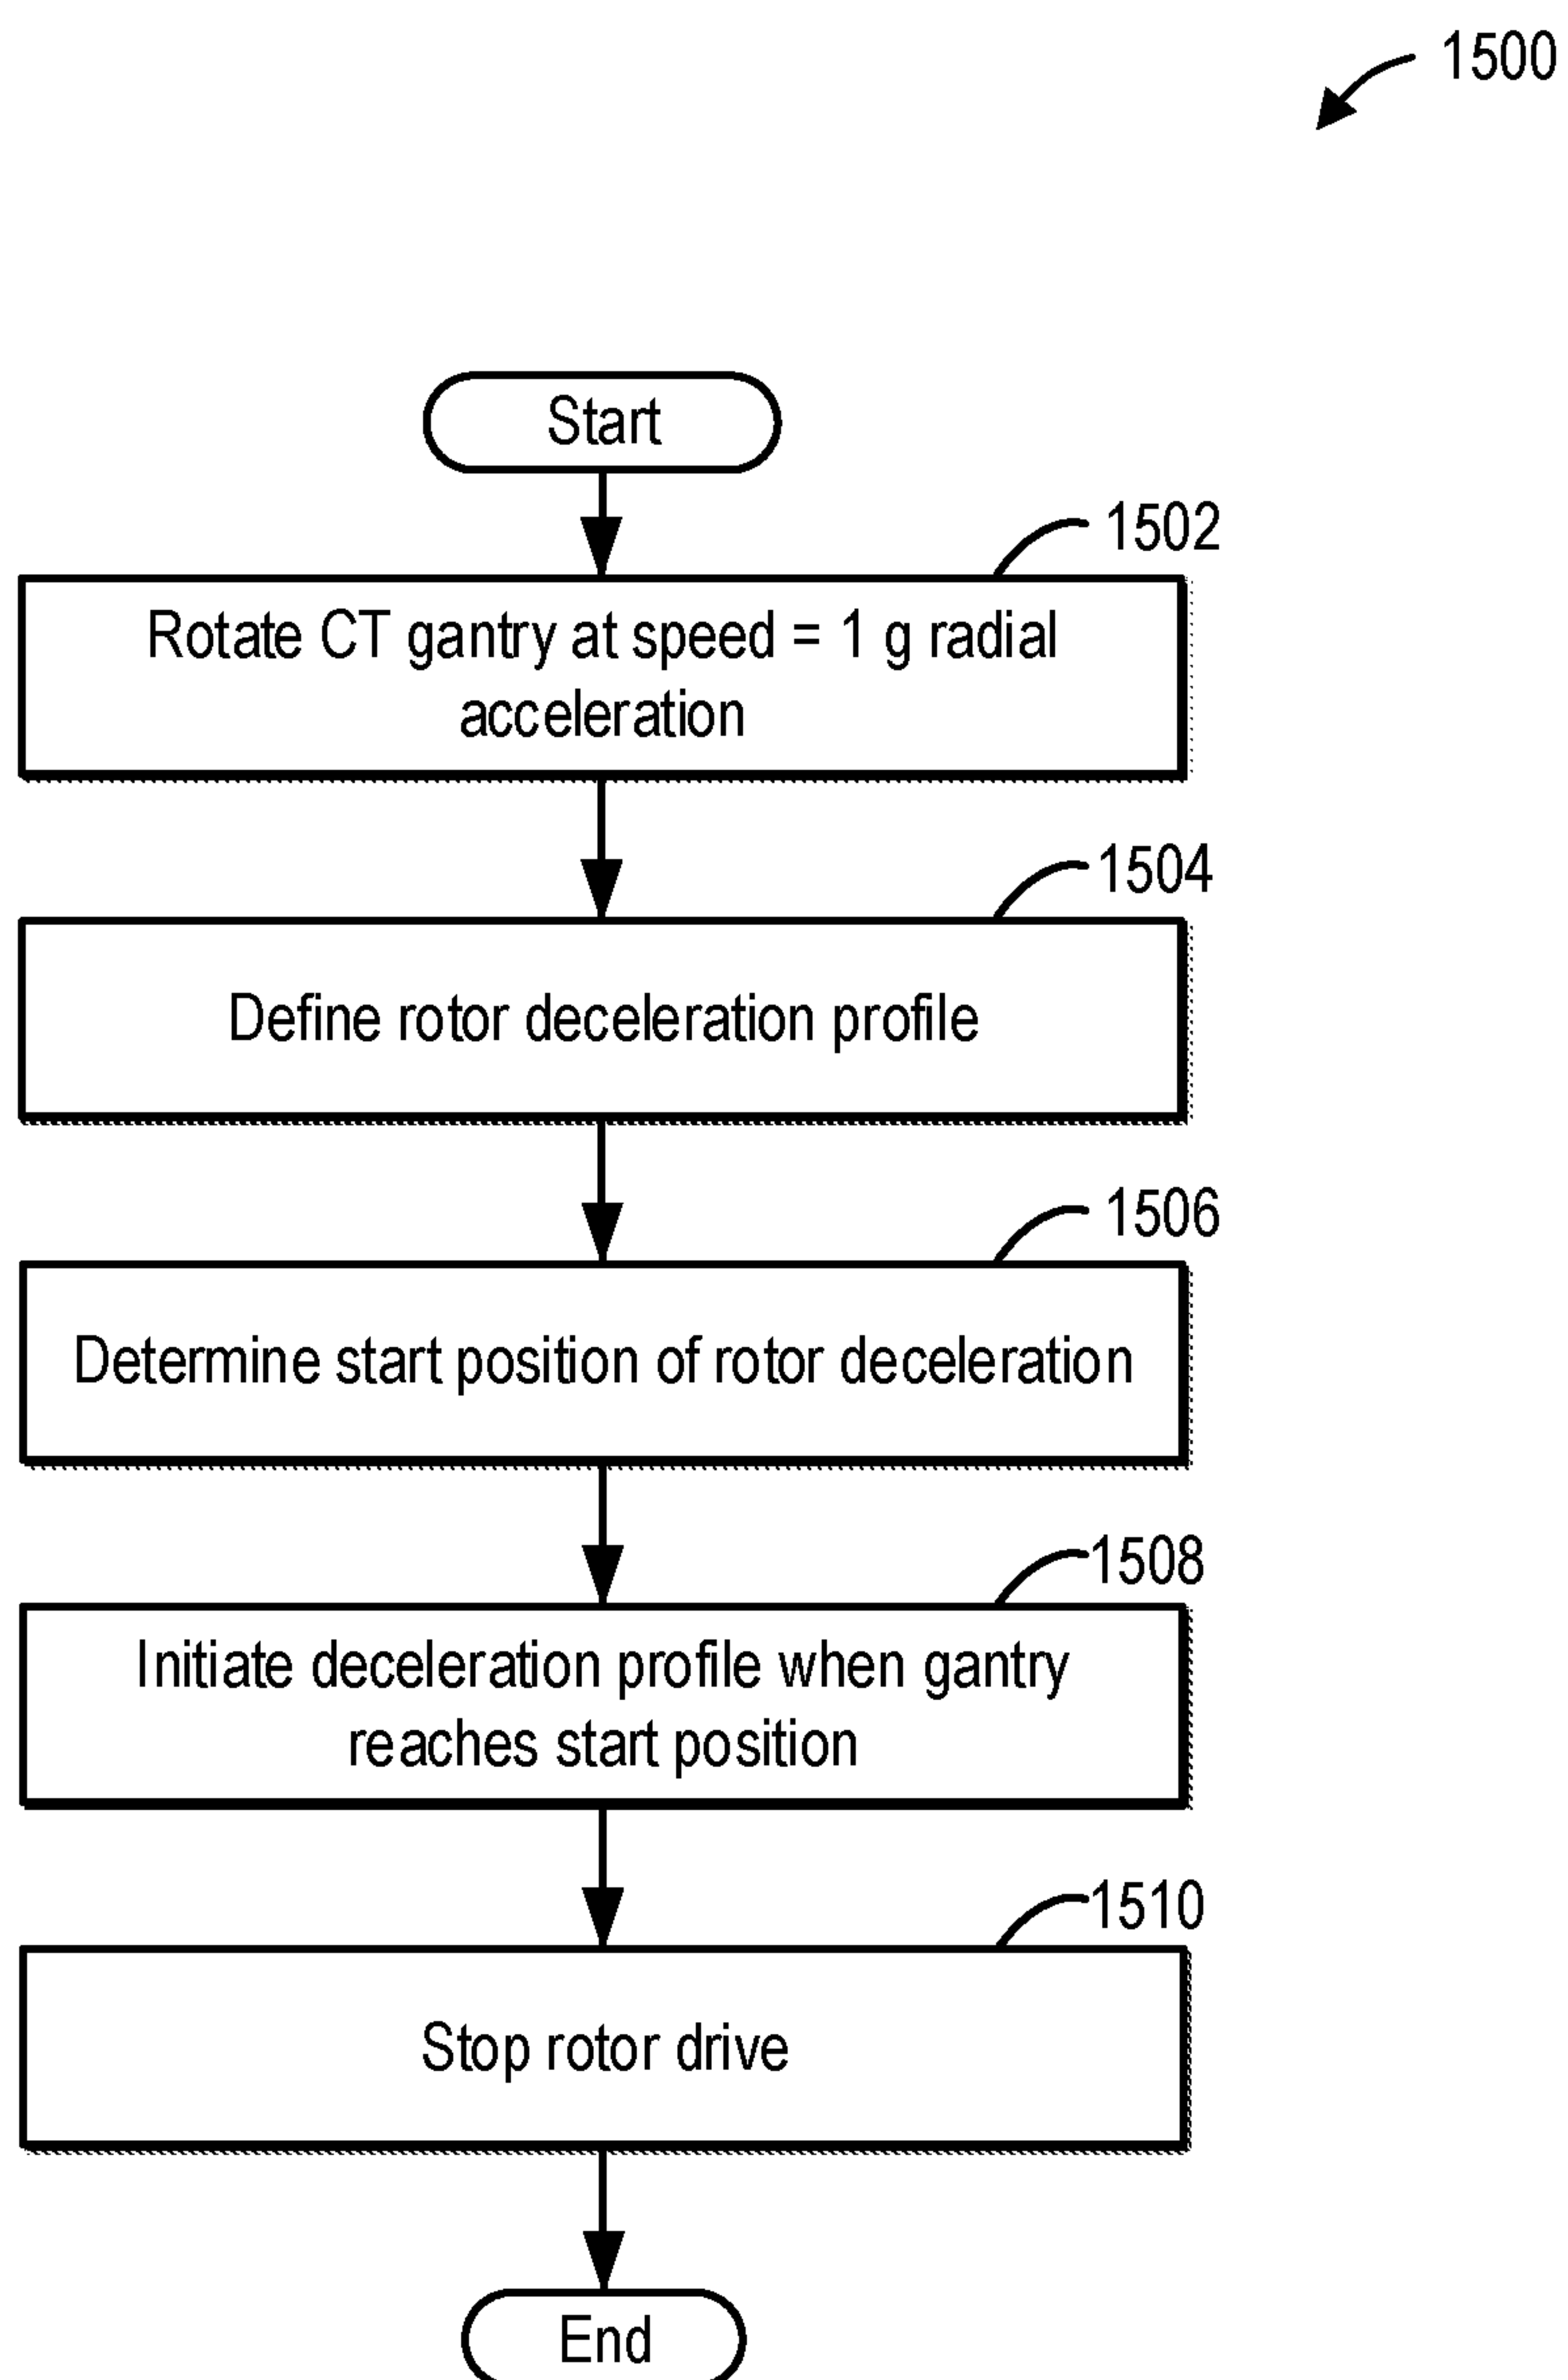 1500
Start
1502
Rotate CT gantry at speed = 1 g radial
acceleration
1504
Define rotor deceleration profile
1506
Determine start position of rotor deceleration
1508
Initiate deceleration profile when gantry
reaches start position
1510
Stop rotor drive
End